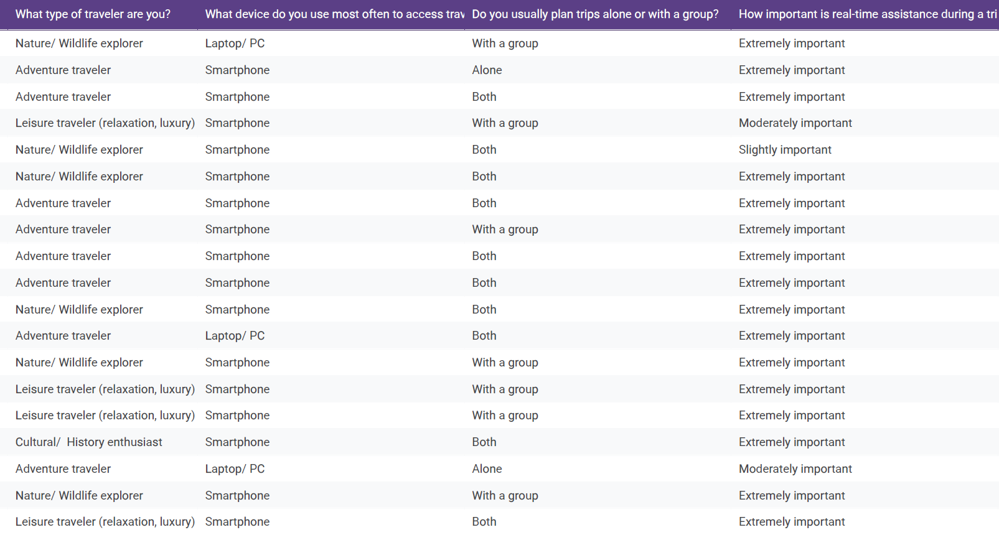 What type of traveler are you? What device do you use most often to access trav Do you usually plan trips alone or with a group? How important is real-time assistance during a tri
Nature/ Wildlife explorer Laptop/ PC With a group Extremely important
Adventure traveler Smartphone Alone Extremely important
Adventure traveler Smartphone Both Extremely important
Leisure traveler (relaxation, luxury) Smartphone With a group Moderately important
Nature/ Wildlife explorer Smartphone Both Slightly important
Nature/ Wildlife explorer Smartphone Both Extremely important
Adventure traveler Smartphone Both Extremely important
Adventure traveler Smartphone With a group Extremely important
Adventure traveler Smartphone Both Extremely important
Adventure traveler Smartphone Both Extremely important
Nature/ Wildlife explorer Smartphone Both Extremely important
Adventure traveler Laptop/ PC Both Extremely important
Nature/ Wildlife explorer Smartphone With a group Extremely important
Leisure traveler (relaxation, luxury) Smartphone With a group Extremely important
Leisure traveler (relaxation, luxury) Smartphone With a group Extremely important
Cultural/  History enthusiast Smartphone Both Extremely important
Adventure traveler Laptop/ PC Alone Moderately important
Nature/ Wildlife explorer Smartphone With a group Extremely important
Leisure traveler (relaxation, luxury) Smartphone Both Extremely important